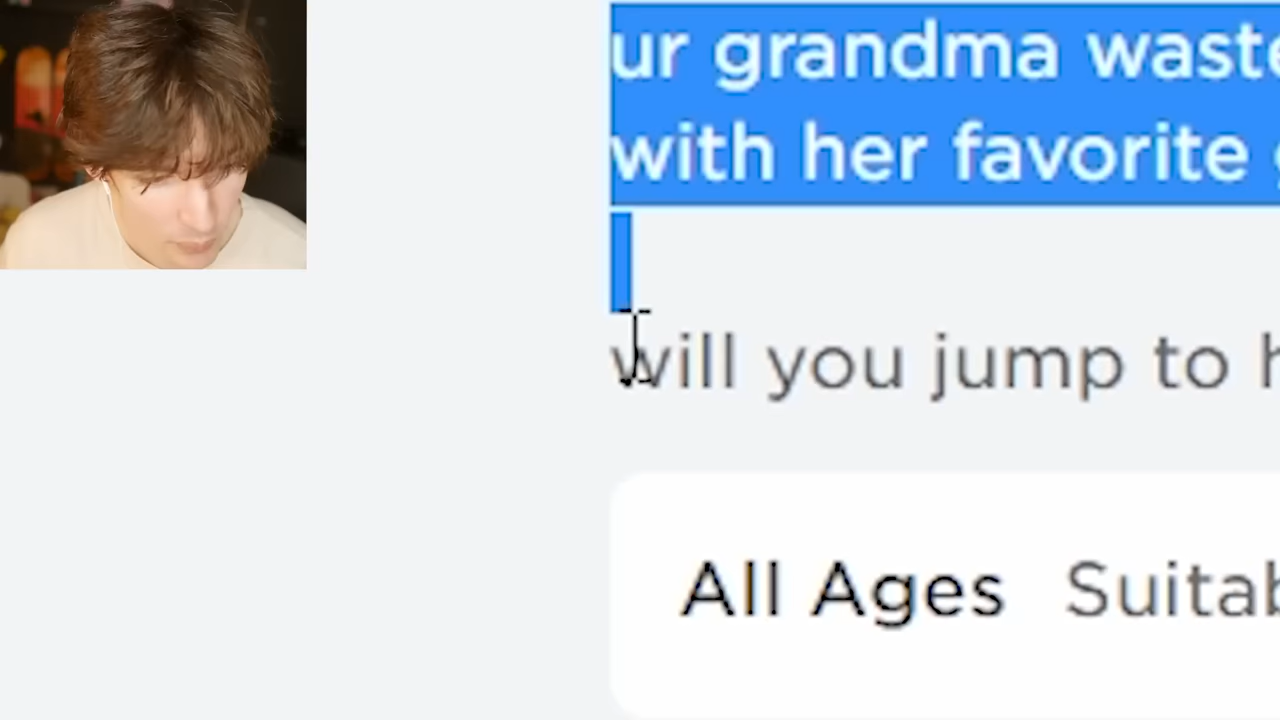 ur grandma waste
with her favorite
will you jump to h
All Ages Suitab